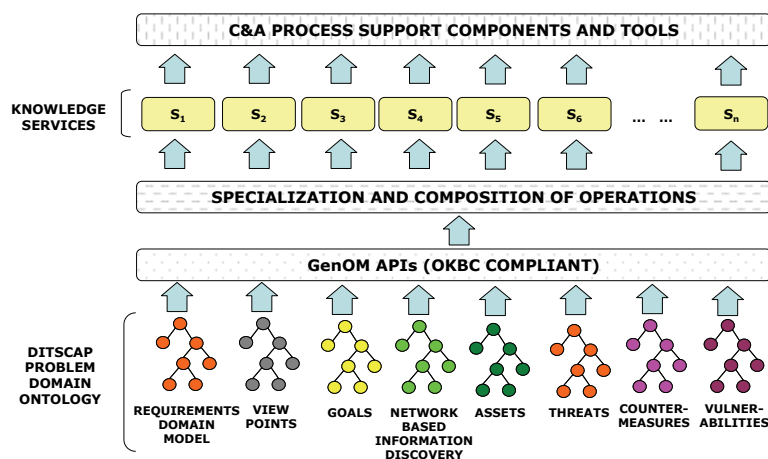 C&A PROCESS SUPPORT COMPONENTS AND TOOLS
KNOWLEDGE
SERVICES
S1 S2 S3 S4 S5 S6 ... ... Sn
SPECIALIZATION AND COMPOSITION OF OPERATIONS
GenOM APIs (OKBC COMPLIANT)
DITSCAP
PROBLEM
DOMAIN
ONTOLOGY
REQUIREMENTS
DOMAIN
MODEL
VIEW
POINTS
GOALS
NETWORK
BASED
INFORMATION
DISCOVERY
ASSETS
THREATS
COUNTER-
MEASURES
VULNER-
ABILITIES